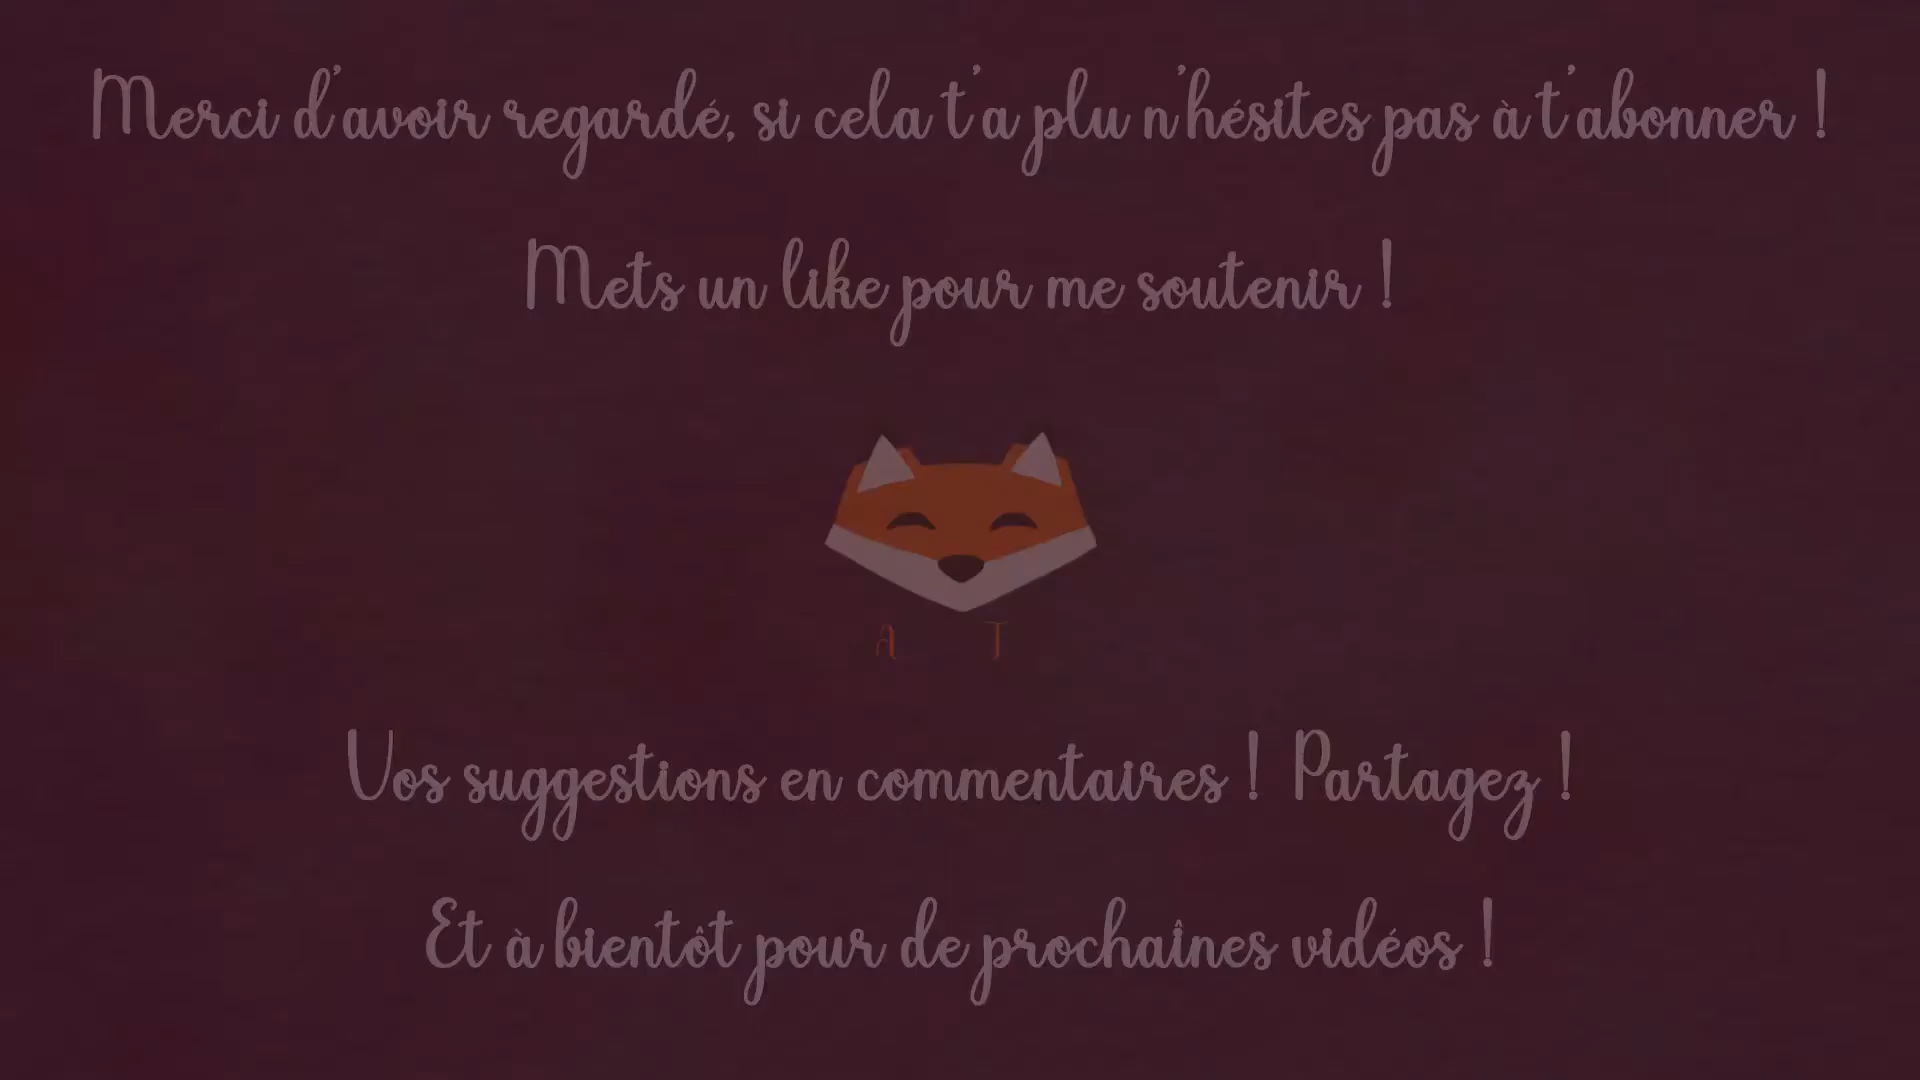 Merci d'avoir regardé, si cela t'a plu n'hésites pas à t'abonner !
Mets un like pour me soutenir !
A T
Vos suggestions en commentaires ! Partagez !
Et à bientôt pour de prochaînes vidéos !